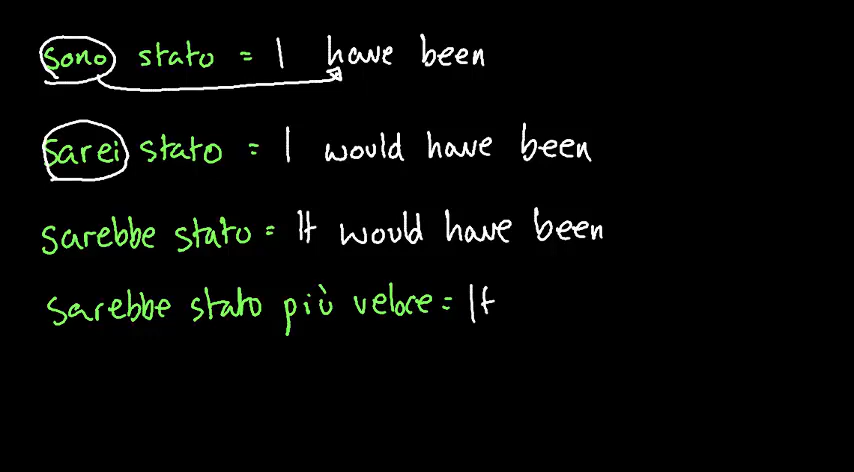 sono stato = I have been
sarei stato = I would have been
sarebbe stato = It would have been
sarebbe stato più veloce = It